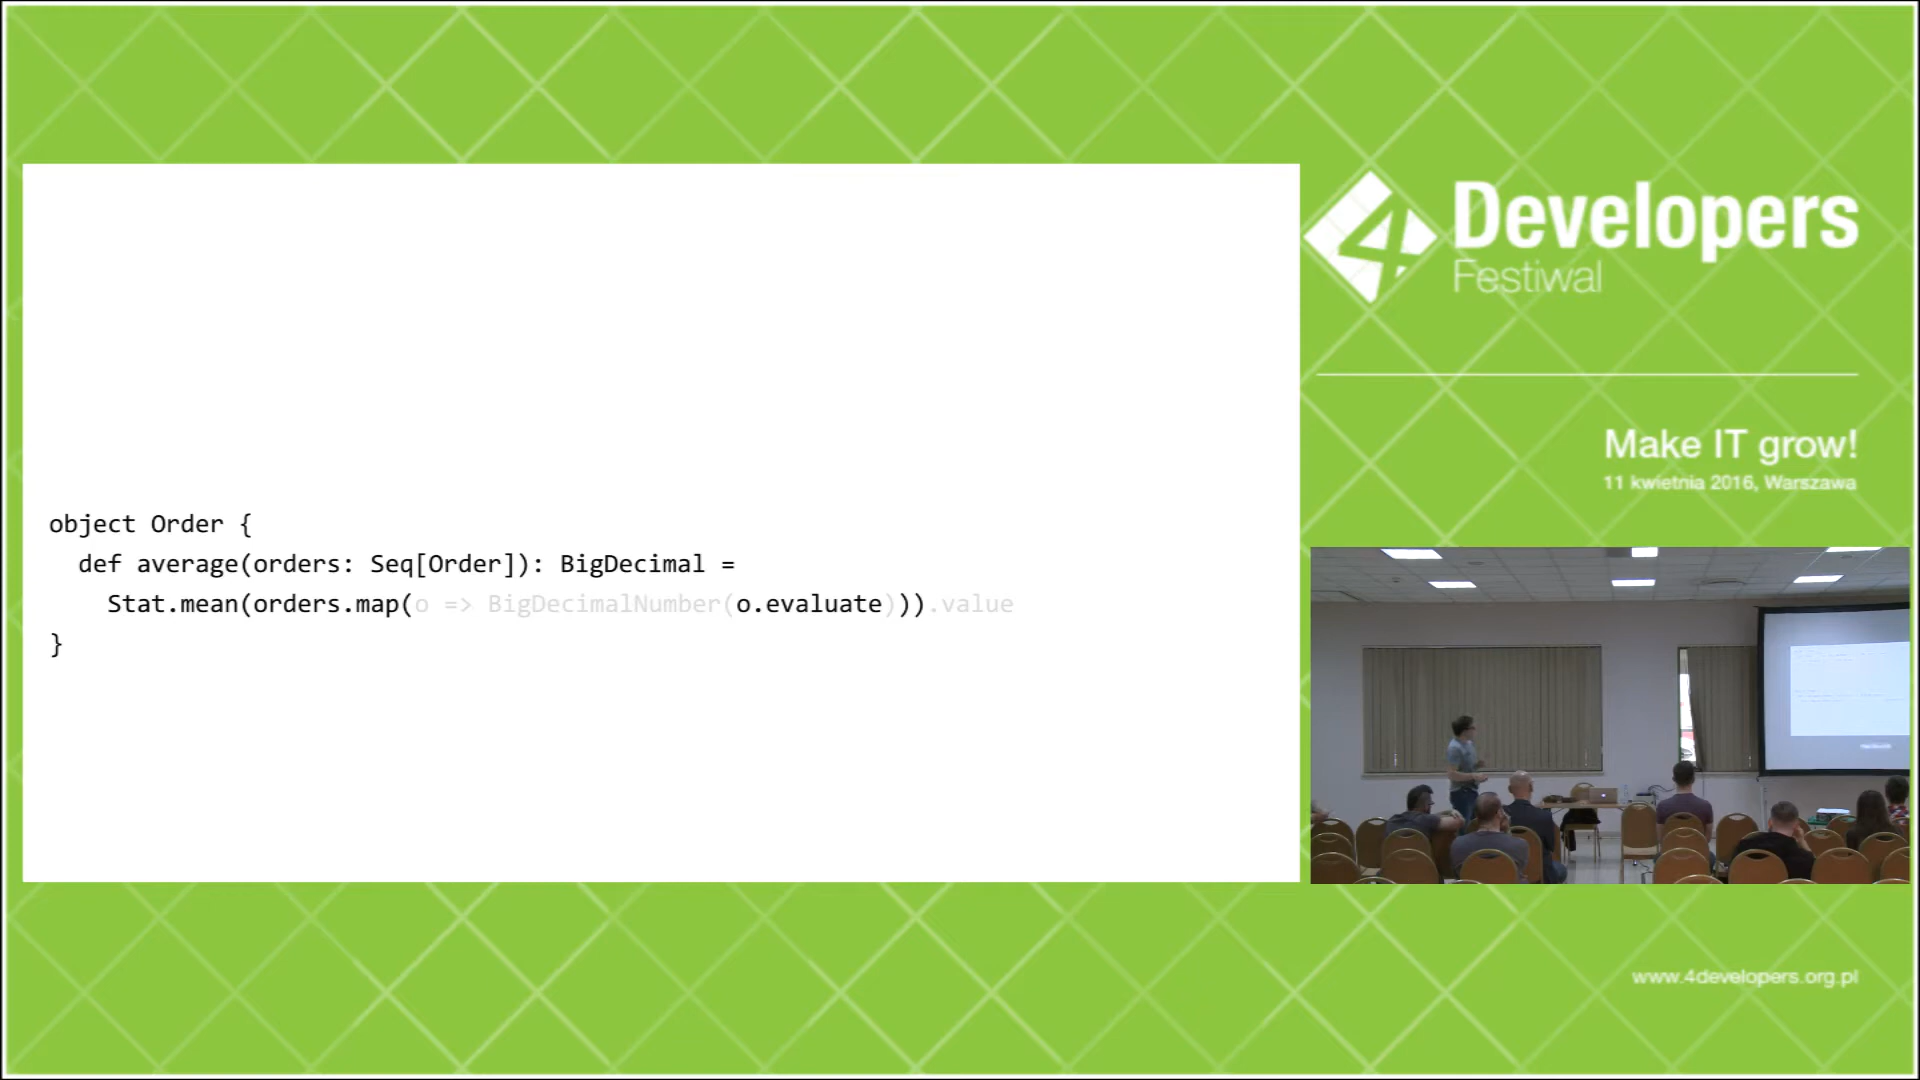 object Order {
def average(orders: Seq[Order]): BigDecimal =
Stat.mean(orders.map(o => BigDecimalNumber(o.evaluate))).value
}
4 Developers
Festiwal
Make IT grow!
11 kwietnia 2016, Warszawa
www.4developers.org.pl